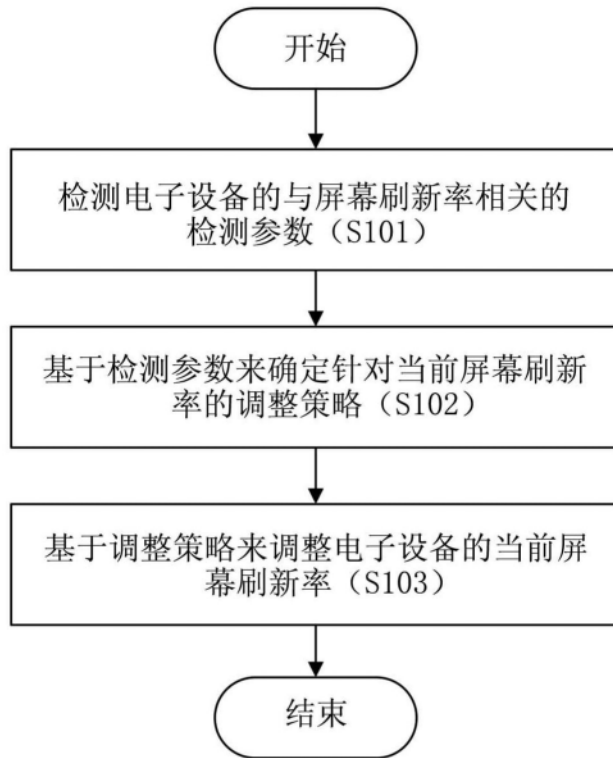 开始
检测电子设备的与屏幕刷新率相关的
检测参数（S101）
基于检测参数来确定针对当前屏幕刷新
率的调整策略（S102）
基于调整策略来调整电子设备的当前屏
幕刷新率（S103）
结束